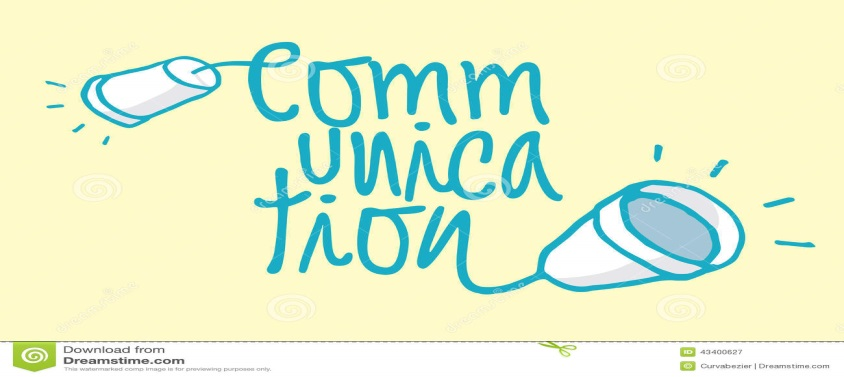 Comm
unica
tion
Download from
Dreamstime.com
This watermarked comp image is for previewing purposes only.
ID 43400627
Curvabezier | Dreamstime.com